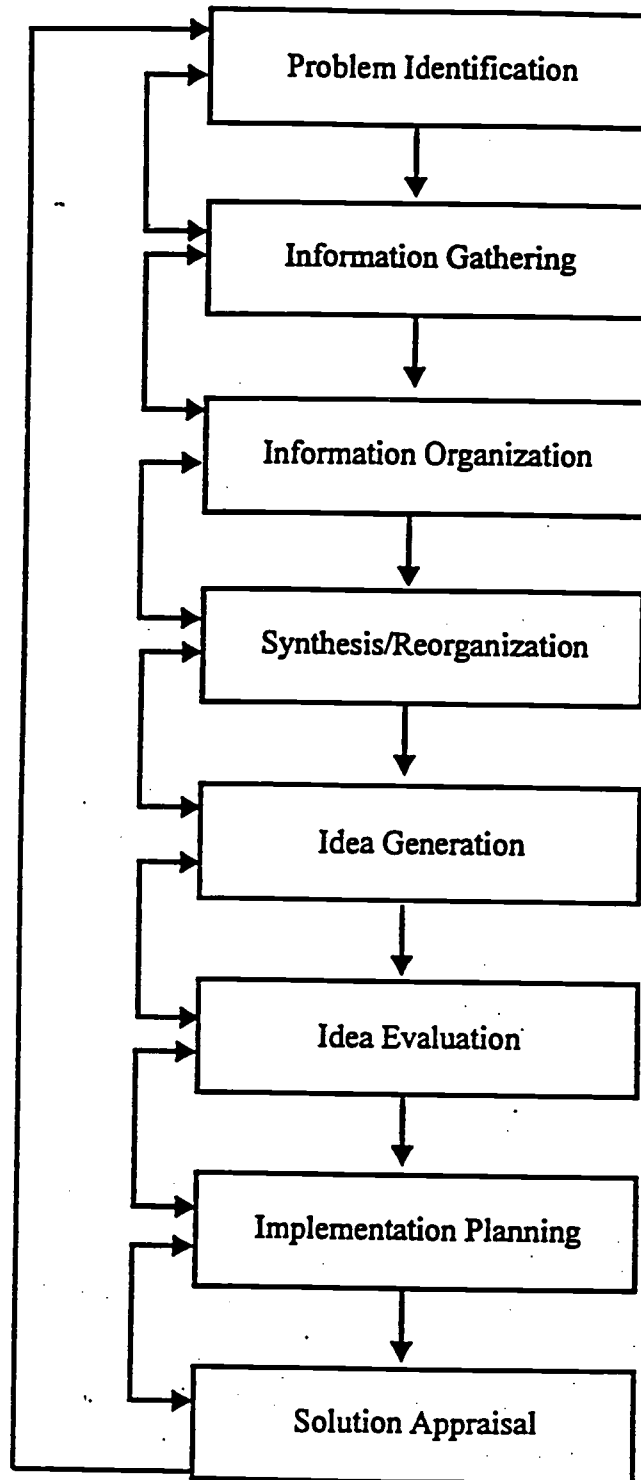 Problem Identification
Information Gathering
Information Organization
Synthesis/Reorganization
Idea Generation
Idea Evaluation
Implementation Planning
Solution Appraisal